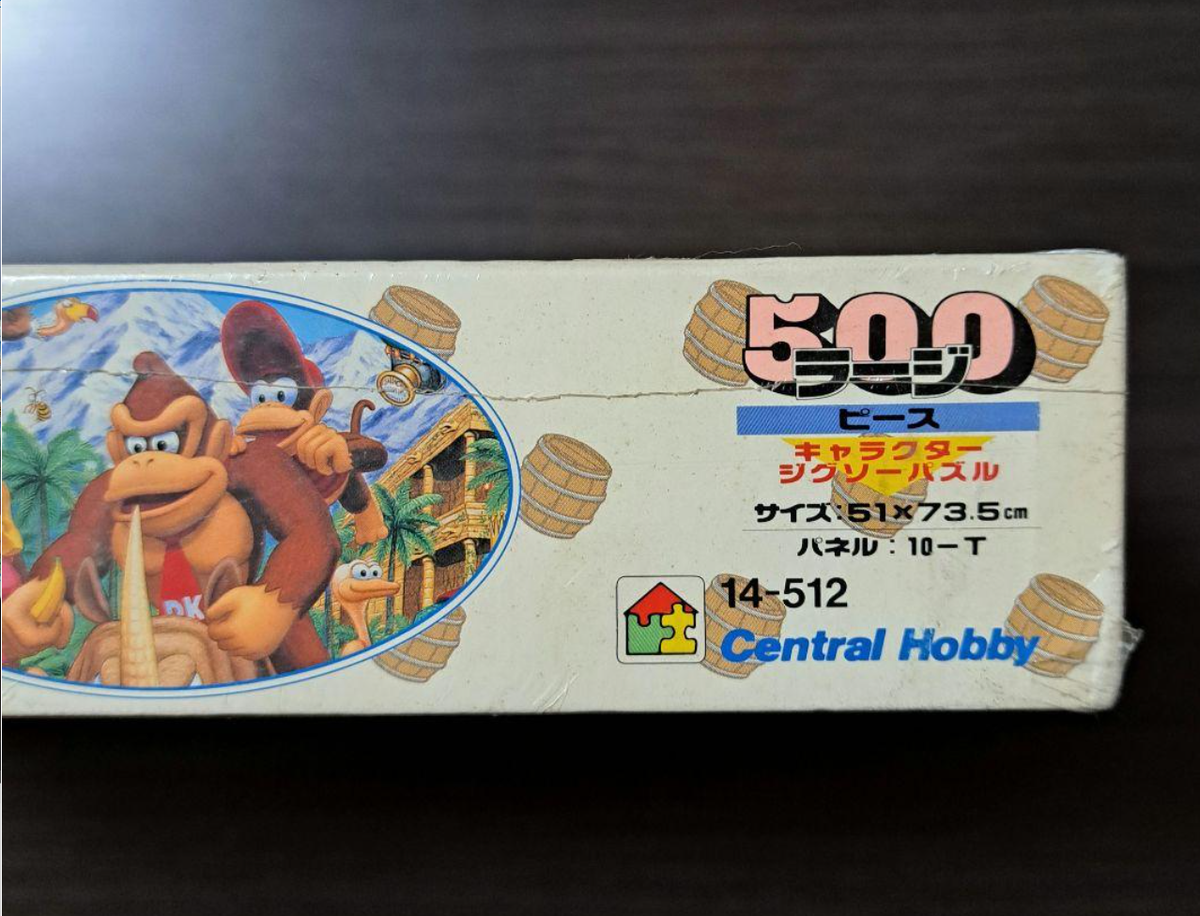 500
ラージ
ピース
キャラクター
ジグソーパズル
サイズ:51×73.5cm
パネル:10-T
14-512
Central Hobby
DK